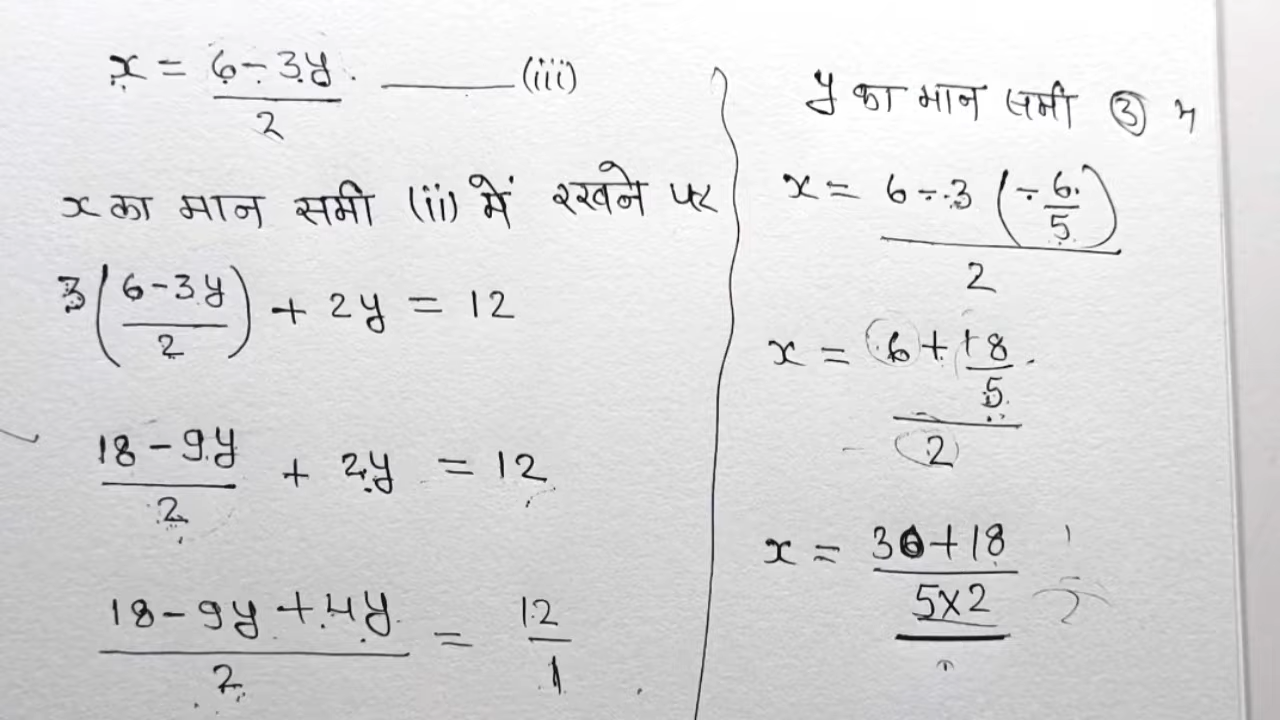 x = (6 - 3y)/2 ______ (iii)
x का मान समी (ii) में रखने पर
3((6 - 3y)/2) + 2y = 12
(18 - 9y)/2 + 2y = 12
(18 - 9y + 4y)/2 = 12/1
y का मान समी ③
x = (6 - 3(-6/5))/2
x = (6 + 18/5)/2
x = (30 + 18)/(5×2)